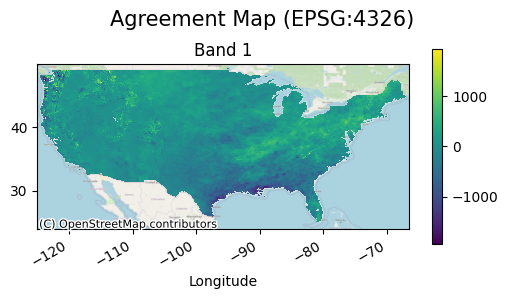 Agreement Map (EPSG:4326)
Band 1
40
30
(C) OpenStreetMap contributors
−120
−110
−100
−90
−80
−70
Longitude
1000
0
−1000